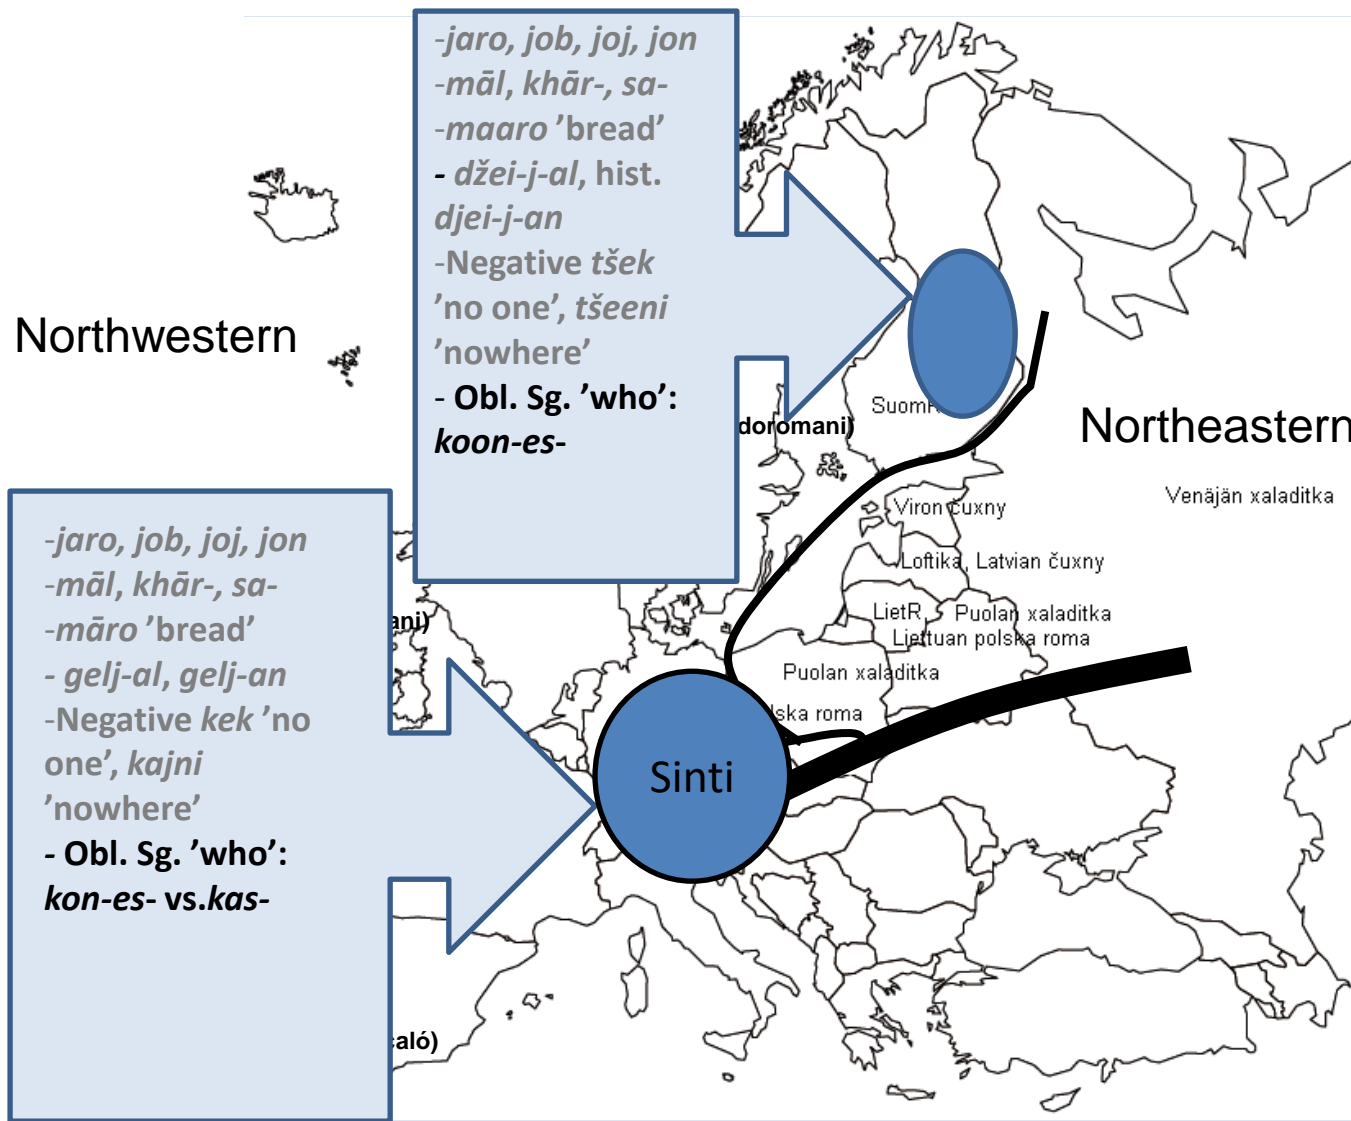 -jaro, job, joj, jon
-māl, khār-, sa-
-maaro ’bread’
- džei-j-al, hist.
djei-j-an
-Negative tšek
’no one’, tšeeni
’nowhere’
- Obl. Sg. ’who’:
koon-es-
Northwestern
Northeastern
doromani)
SuomR
Venäjän xaladitka
Viron čuxny
Loftika, Latvian čuxny
LietR
Puolan xaladitka
Liettuan polska roma
Puolan xaladitka
lska roma
Sinti
-jaro, job, joj, jon
-māl, khār-, sa-
-māro ’bread’
- gelj-al, gelj-an
-Negative kek ’no
one’, kajni
’nowhere’
- Obl. Sg. ’who’:
kon-es- vs.kas-
ani)
caló)